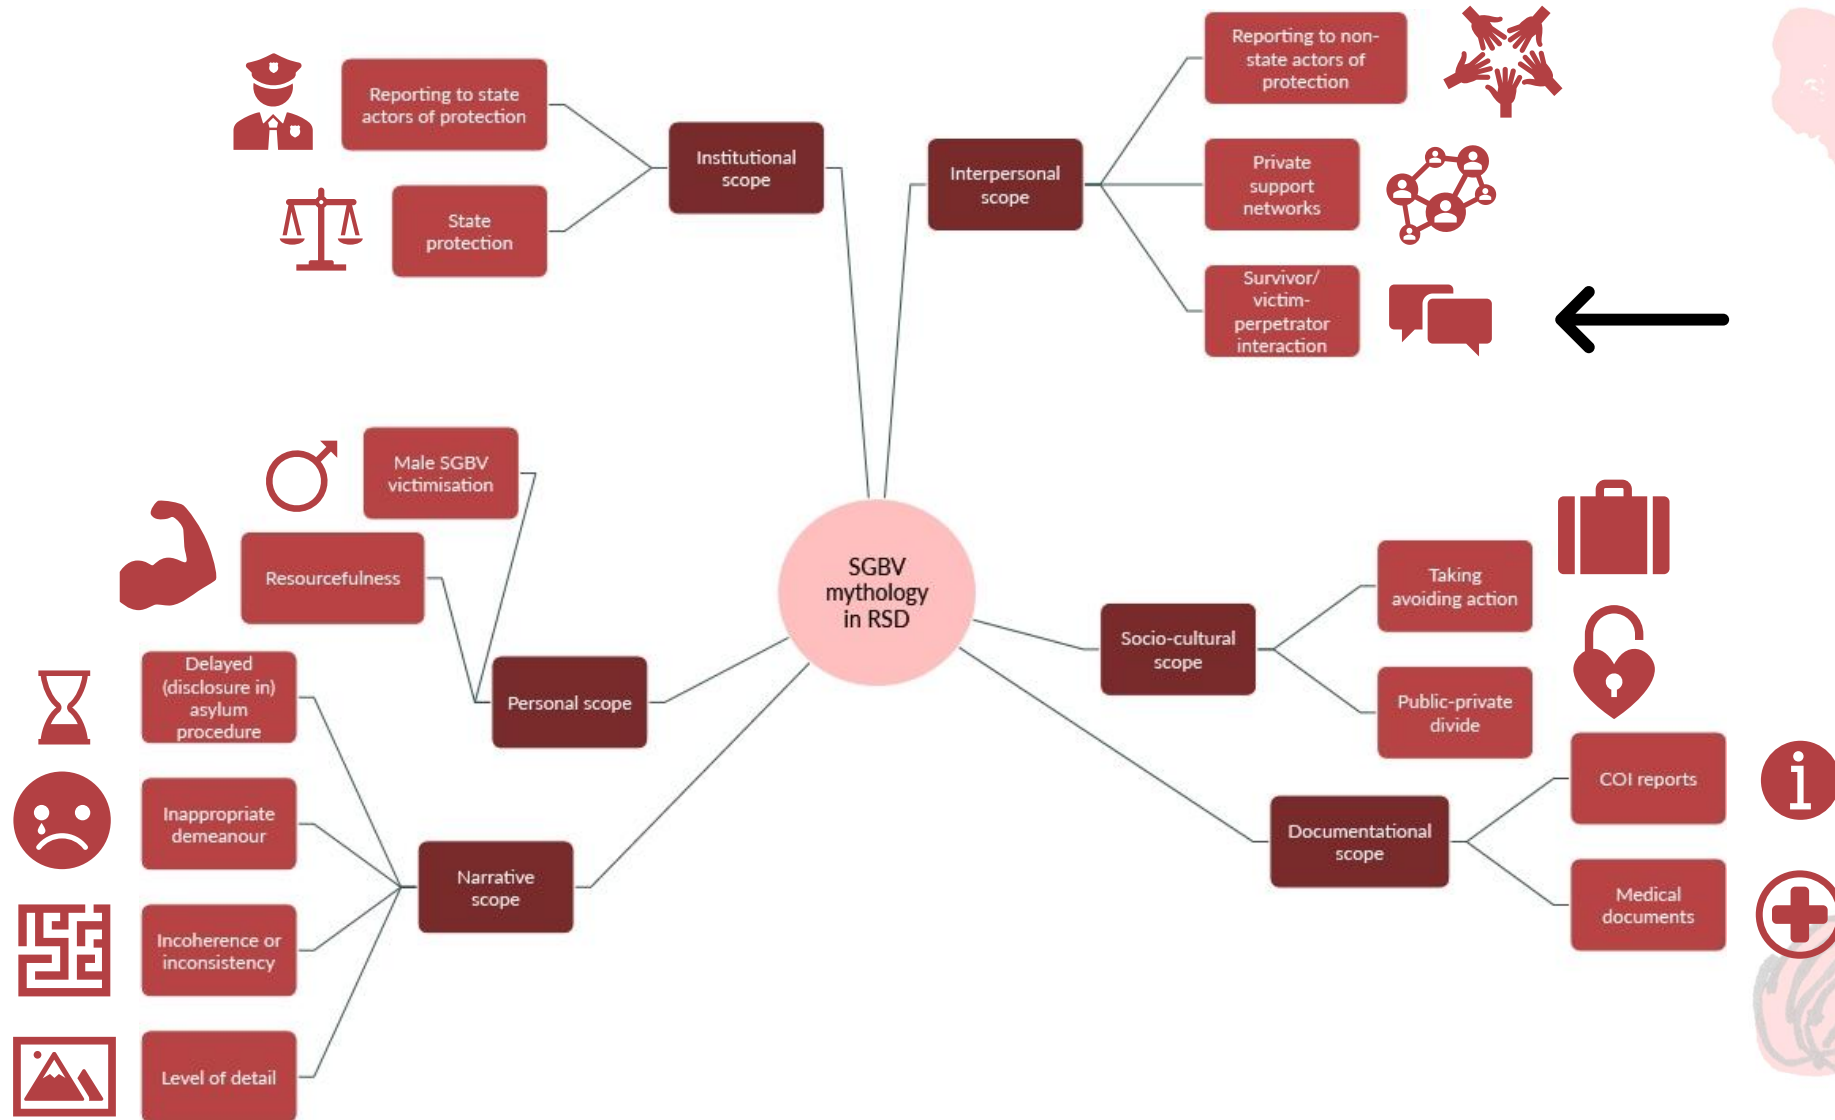 Reporting to state
actors of protection
State
protection
Institutional
scope
Interpersonal
scope
Reporting to non-
state actors of
protection
Private
support
networks
Survivor/
victim-
perpetrator
interaction
Male SGBV
victimisation
Resourcefulness
Personal scope
SGBV
mythology
in RSD
Socio-cultural
scope
Taking
avoiding action
Public-private
divide
Delayed
(disclosure in)
asylum
procedure
Inappropriate
demeanour
Incoherence or
inconsistency
Level of detail
Narrative
scope
Documentational
scope
COI reports
i
Medical
documents